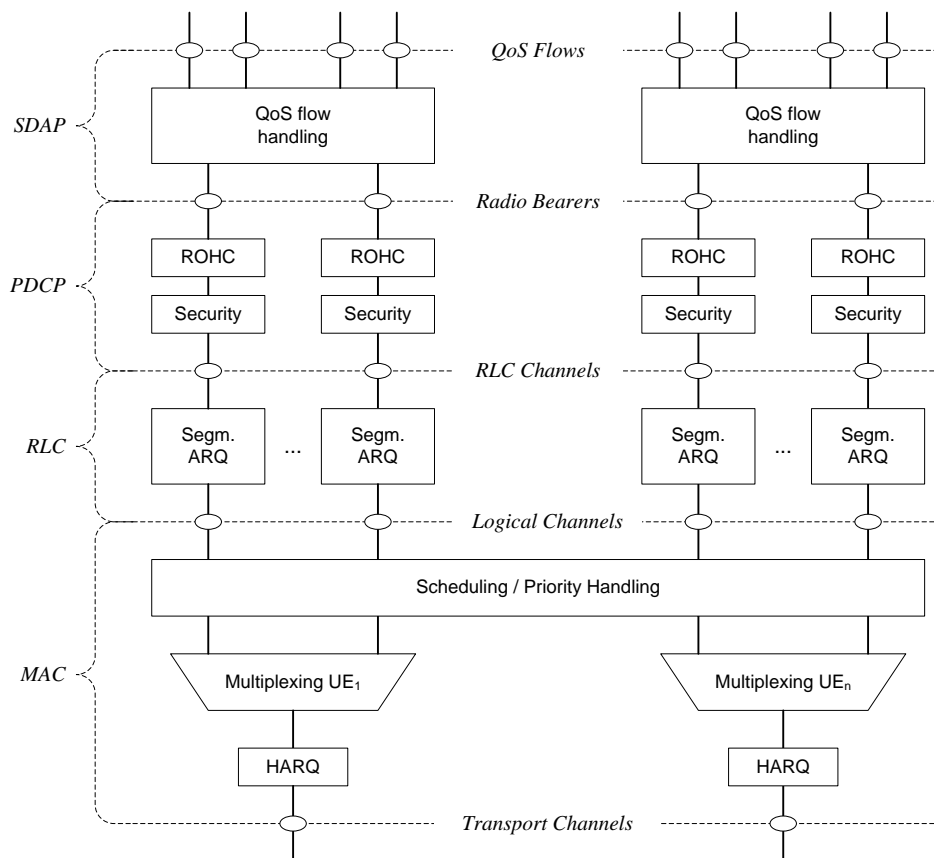 QoS Flows
QoS flow
handling
QoS flow
handling
SDAP
Radio Bearers
ROHC
ROHC
ROHC
ROHC
PDCP
Security
Security
Security
Security
RLC Channels
Segm.
ARQ
...
Segm.
ARQ
Segm.
ARQ
...
Segm.
ARQ
RLC
Logical Channels
Scheduling / Priority Handling
MAC
Multiplexing UE₁
Multiplexing UEₙ
HARQ
HARQ
Transport Channels